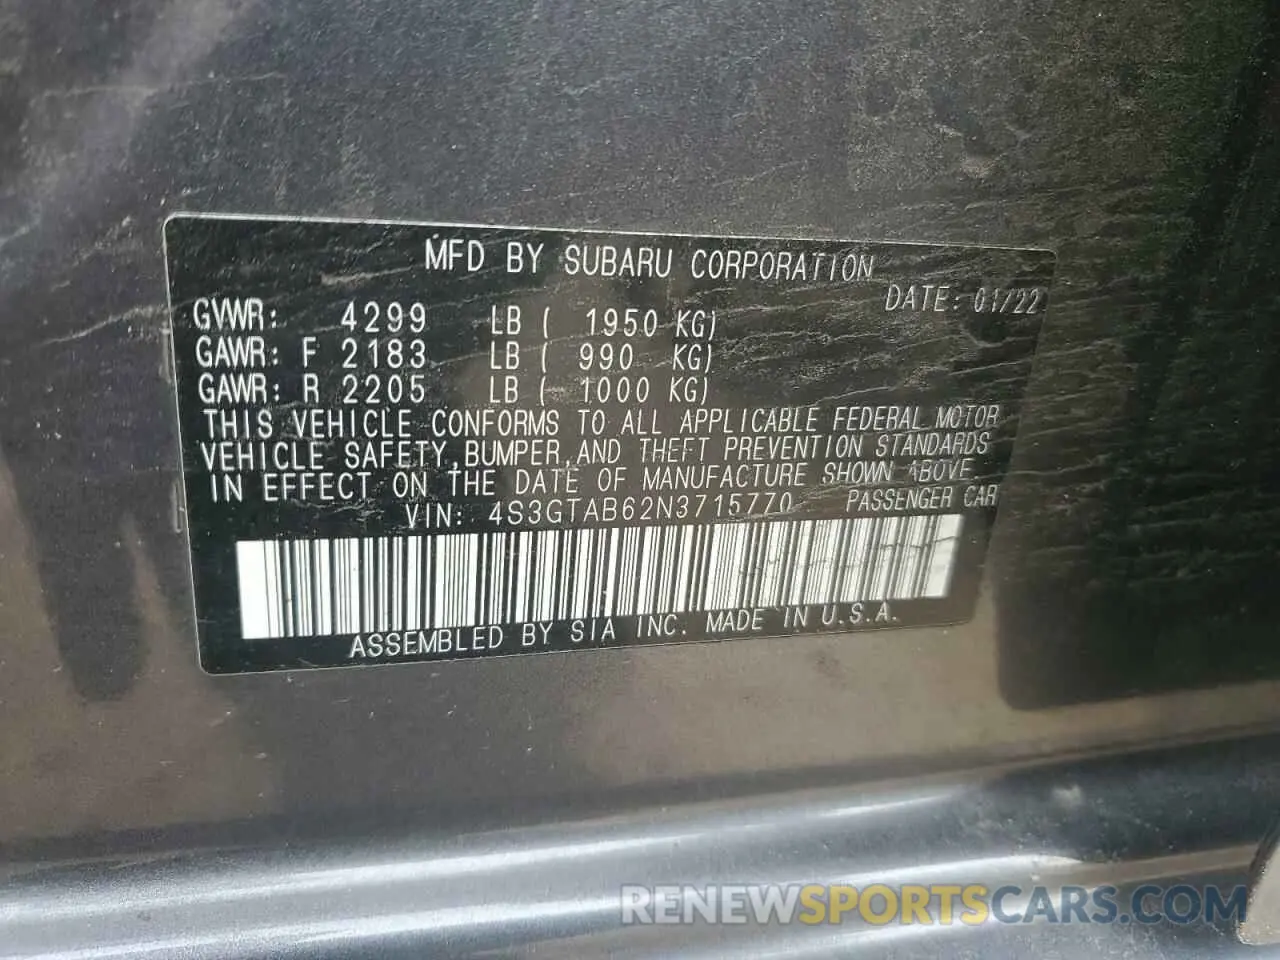 MFD BY SUBARU CORPORATION
DATE: 01/22
GVWR: 4299 LB ( 1950 KG)
GAWR: F 2183 LB ( 990 KG)
GAWR: R 2205 LB ( 1000 KG)
THIS VEHICLE CONFORMS TO ALL APPLICABLE FEDERAL MOTOR
VEHICLE SAFETY, BUMPER, AND THEFT PREVENTION STANDARDS
IN EFFECT ON THE DATE OF MANUFACTURE SHOWN ABOVE
VIN: 4S3GTAB62N3715770 PASSENGER CAR
ASSEMBLED BY SIA INC. MADE IN U.S.A.
RENEWSPORTSCARS.COM